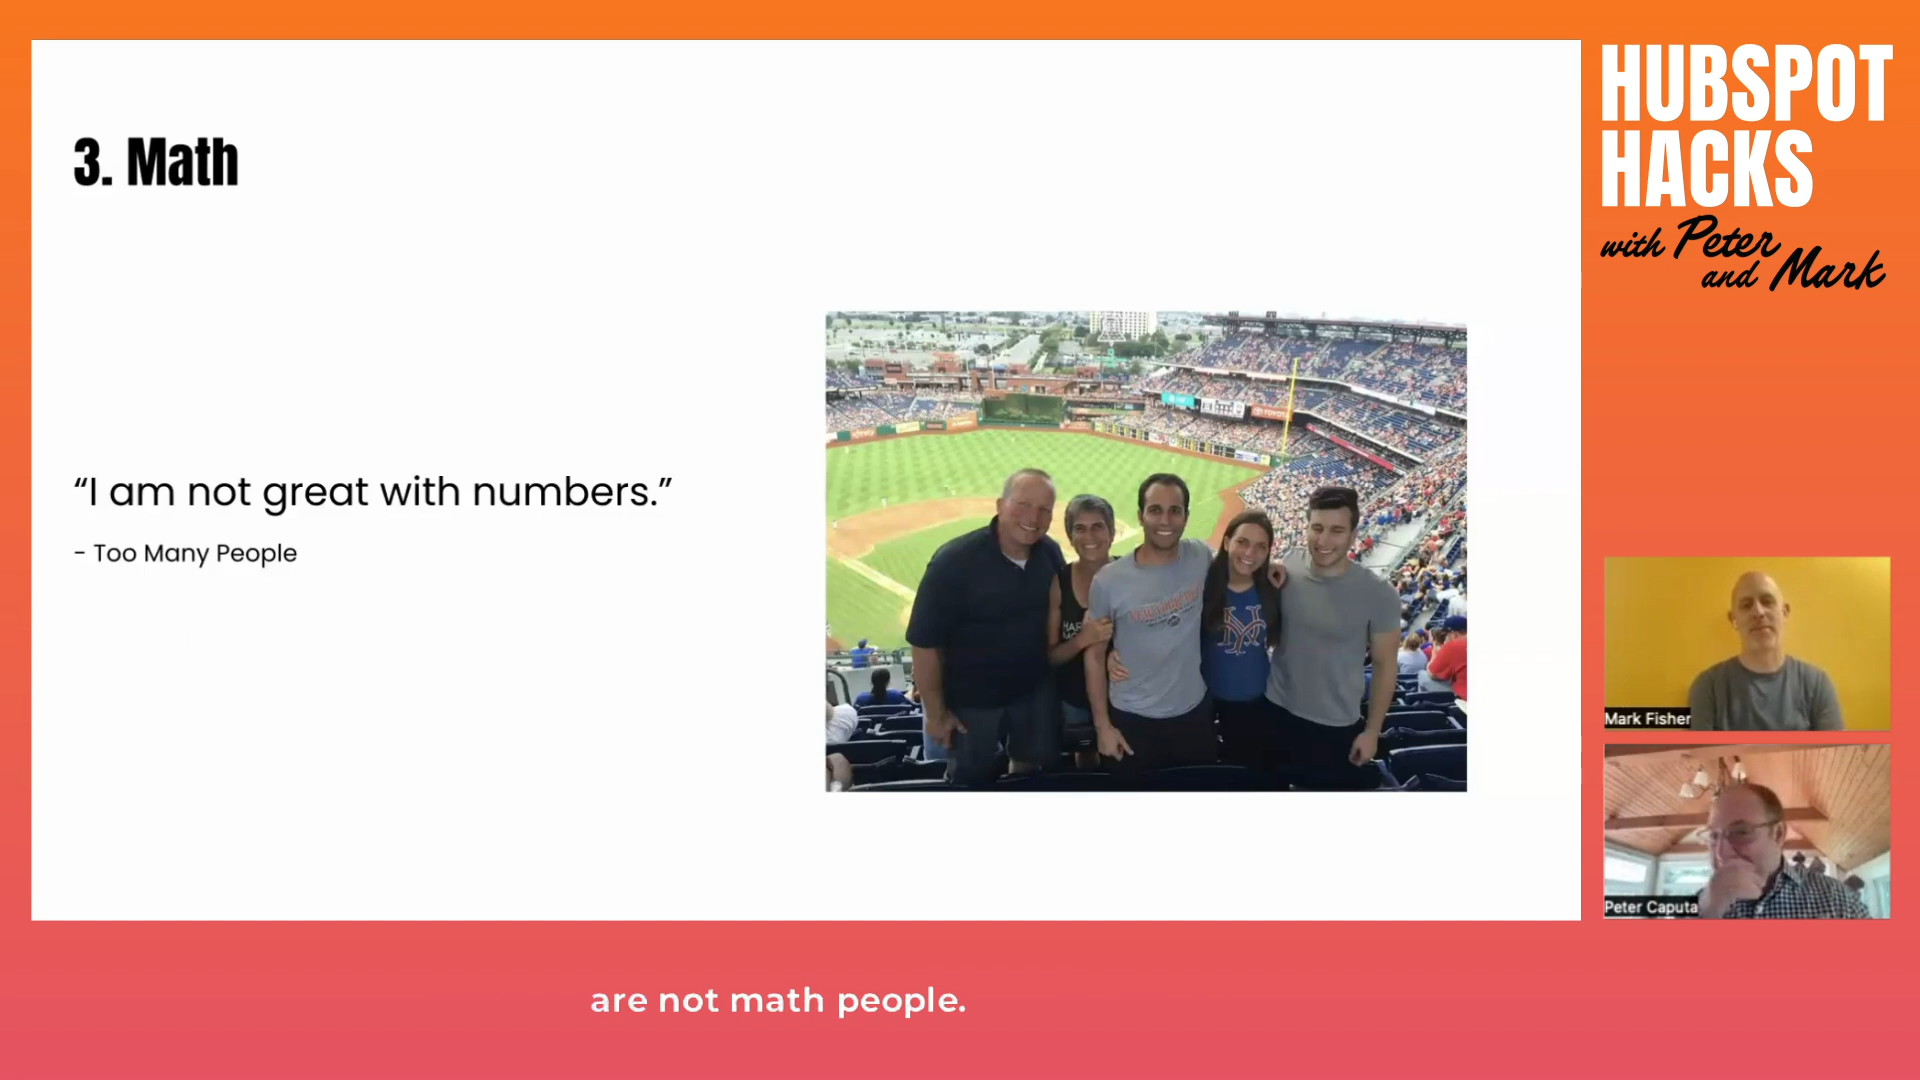 HUBSPOT
HACKS
with Peter
and Mark
3. Math
“I am not great with numbers.”
- Too Many People
TOYOTA
Mark Fisher
Peter Caputa
are not math people.